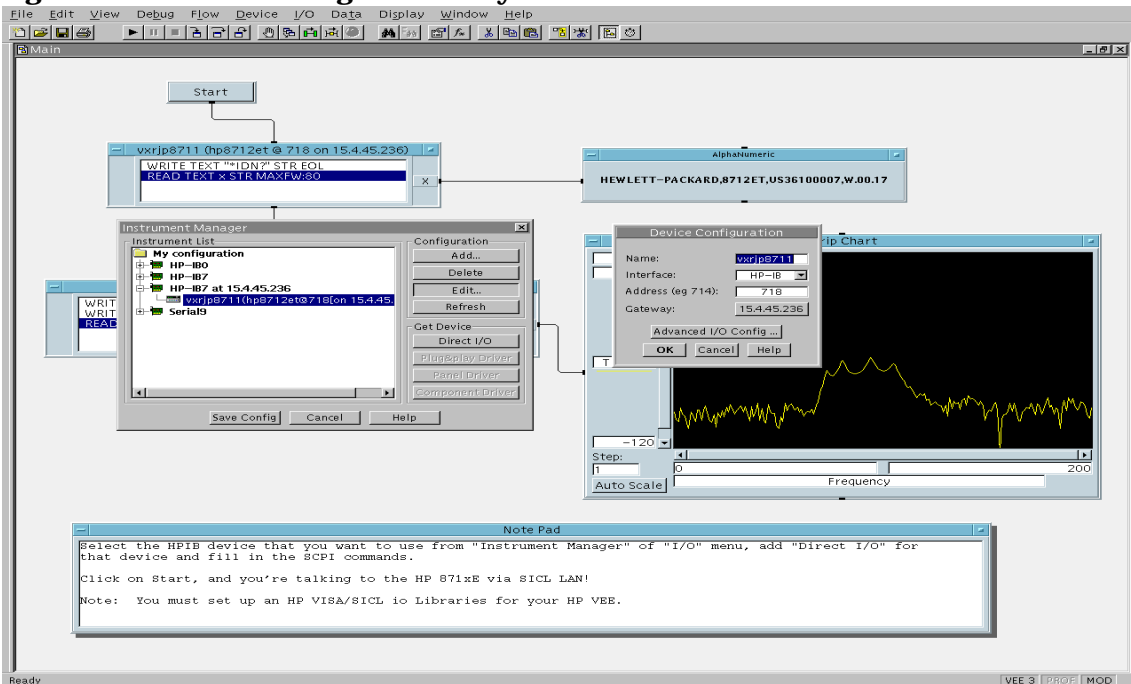 File Edit View Debug Flow Device I/O Data Display Window Help
Main
Start
vxrjp8711 (hp8712et @ 718 on 15.4.45.236)
WRITE TEXT "*IDN?" STR EOL
READ TEXT x STR MAXFW:80
X
AlphaNumeric
HEWLETT-PACKARD,8712ET,US36100007,W.00.17
Instrument Manager
Instrument List
My configuration
HP-IB0
HP-IB7
HP-IB7 at 15.4.45.236
vxrjp8711(hp8712et@718[on 15.4.45.
Serial9
Configuration
Add...
Delete
Edit...
Refresh
Get Device
Direct I/O
Plug&play Driver
Panel Driver
Component Driver
Save Config Cancel Help
WRIT
WRIT
READ
Device Configuration
Name: vxrjp8711
Interface: HP-IB
Address (eg 714): 718
Gateway: 15.4.45.236
Advanced I/O Config ...
OK Cancel Help
rip Chart
T
-120
Step:
1
Auto Scale
0 200
Frequency
Note Pad
Select the HPIB device that you want to use from "Instrument Manager" of "I/O" menu, add "Direct I/O" for
that device and fill in the SCPI commands.
Click on Start, and you're talking to the HP 871xE via SICL LAN!
Note: You must set up an HP VISA/SICL io Libraries for your HP VEE.
Ready
VEE 3 PROF MOD